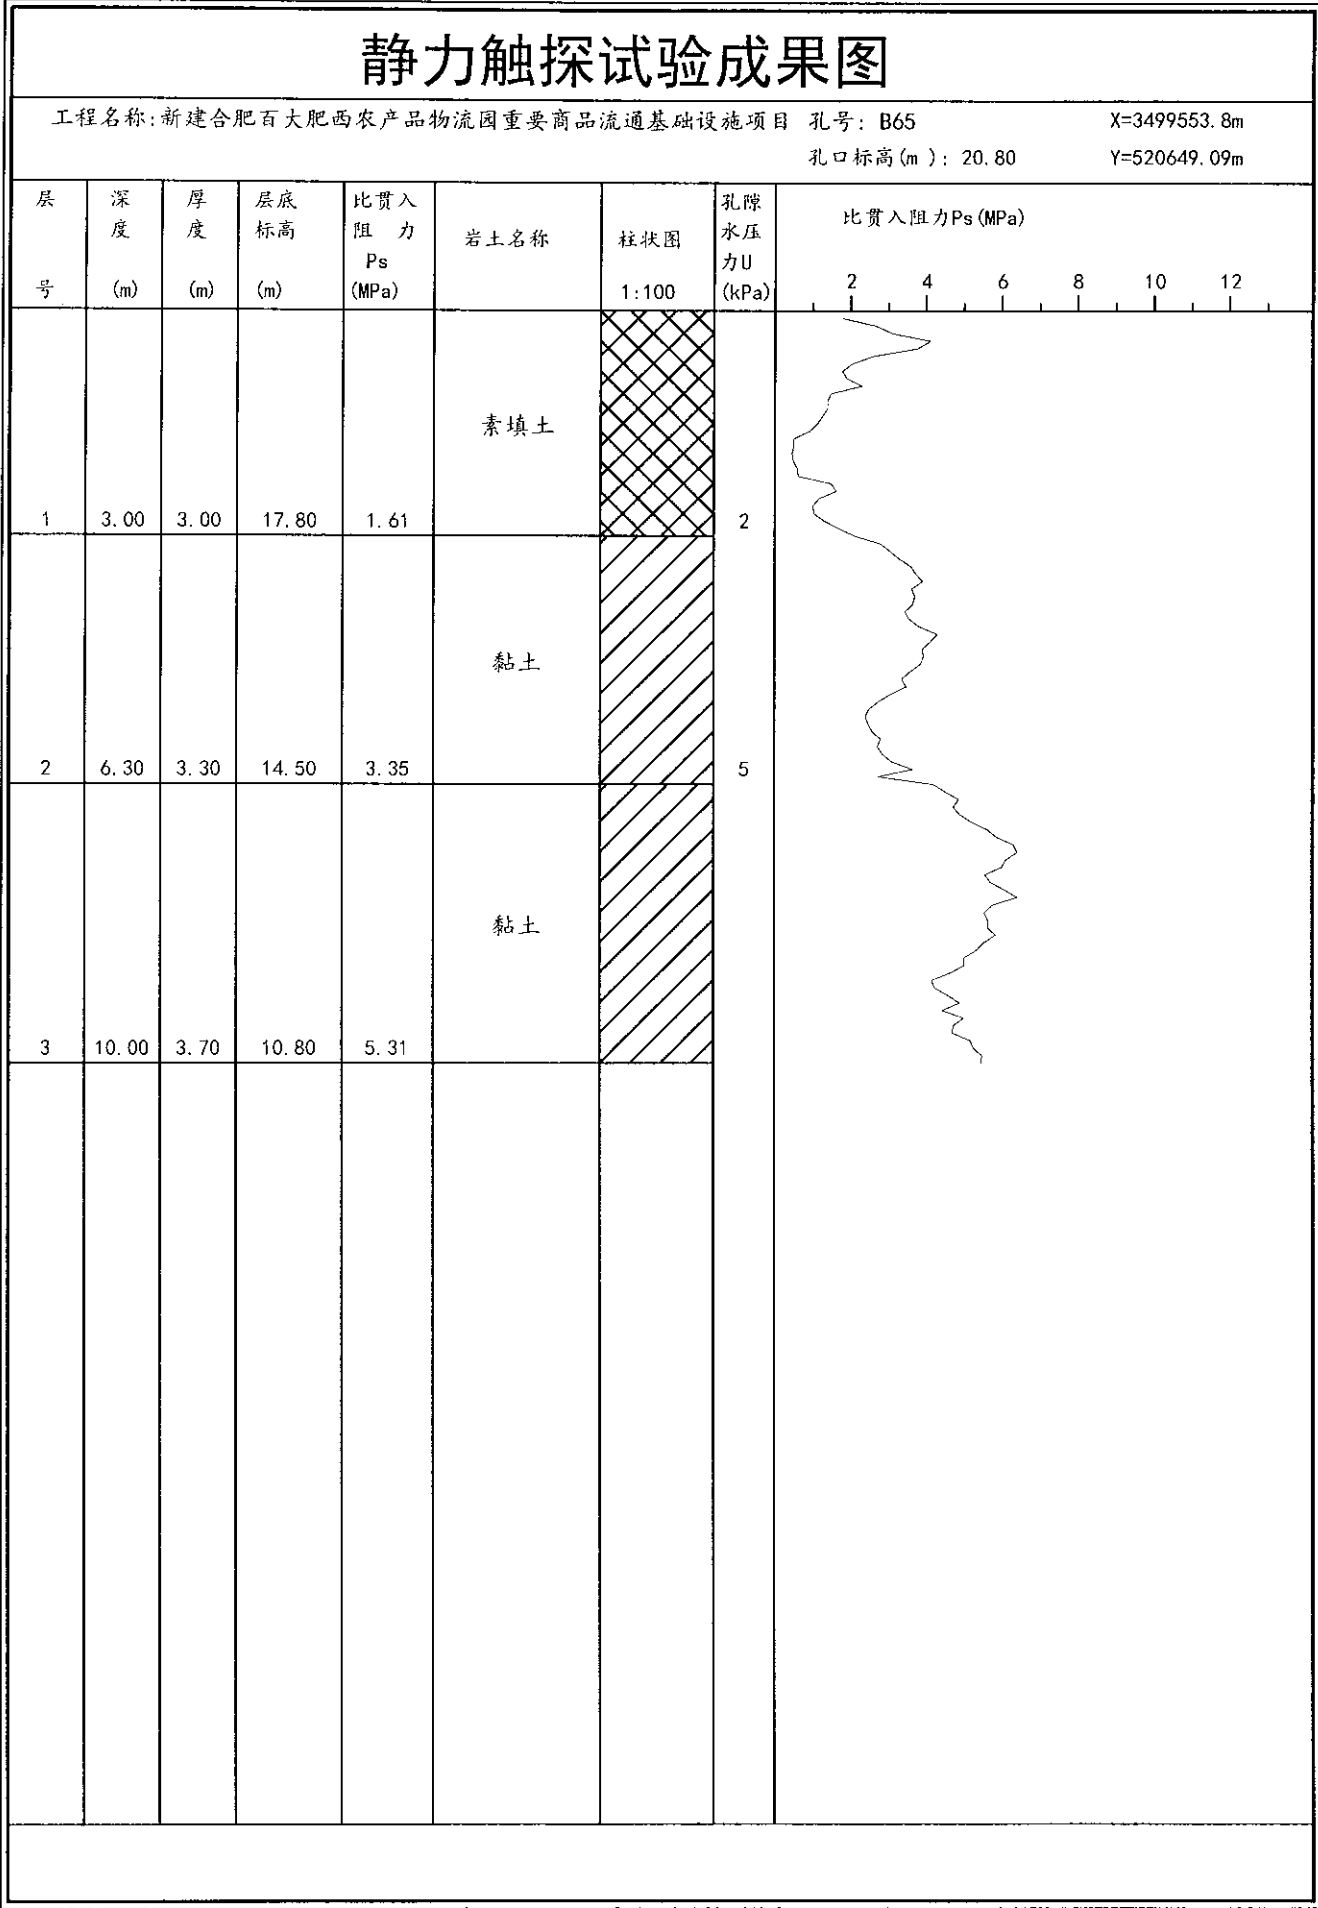 静力触探试验成果图
工程名称:新建合肥百大肥西农产品物流园重要商品流通基础设施项目 孔号: B65 X=3499553.8m
孔口标高(m): 20.80 Y=520649.09m
层号 深度(m) 厚度(m) 层底标高(m) 比贯入阻力Ps(MPa) 岩土名称 柱状图1:100 孔隙水压力U(kPa) 比贯入阻力Ps(MPa)
2 4 6 8 10 12
素填土
1 3.00 3.00 17.80 1.61 2
黏土
2 6.30 3.30 14.50 3.35 5
黏土
3 10.00 3.70 10.80 5.31